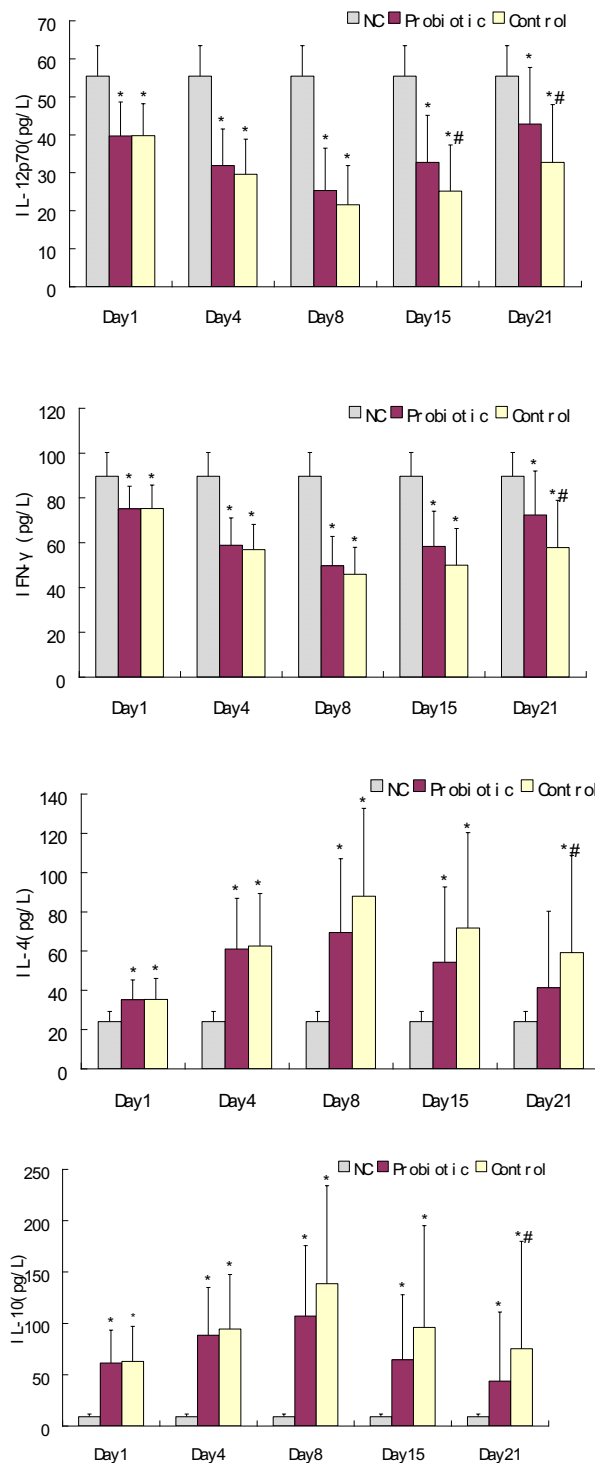 NC Probiotic Control
70
60
50
40
30
20
10
0
IL-12p70(pg/L)
* * * * * * * *# * *#
Day1 Day4 Day8 Day15 Day21
NC Probiotic Control
120
100
80
60
40
20
0
IFN-γ (pg/L)
* * * * * * * * * *#
Day1 Day4 Day8 Day15 Day21
NC Probiotic Control
140
120
100
80
60
40
20
0
IL-4(pg/L)
* * * * * * * * *#
Day1 Day4 Day8 Day15 Day21
NC Probiotic Control
250
200
150
100
50
0
IL-10(pg/L)
* * * * * * * * * *#
Day1 Day4 Day8 Day15 Day21